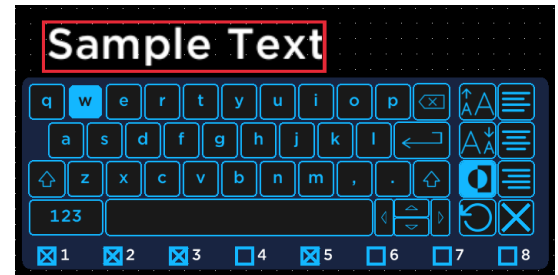 Sample Text
q w e r t y u i o p
a s d f g h j k l
z x c v b n m , .
123
1 2 3 4 5 6 7 8